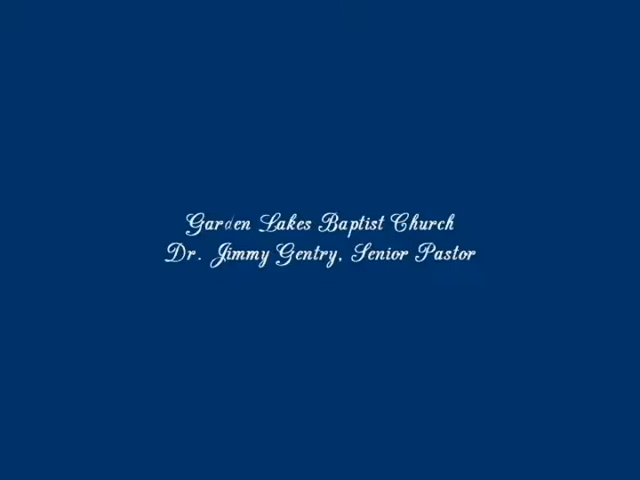 Garden Lakes Baptist Church
Dr. Jimmy Gentry, Senior Pastor